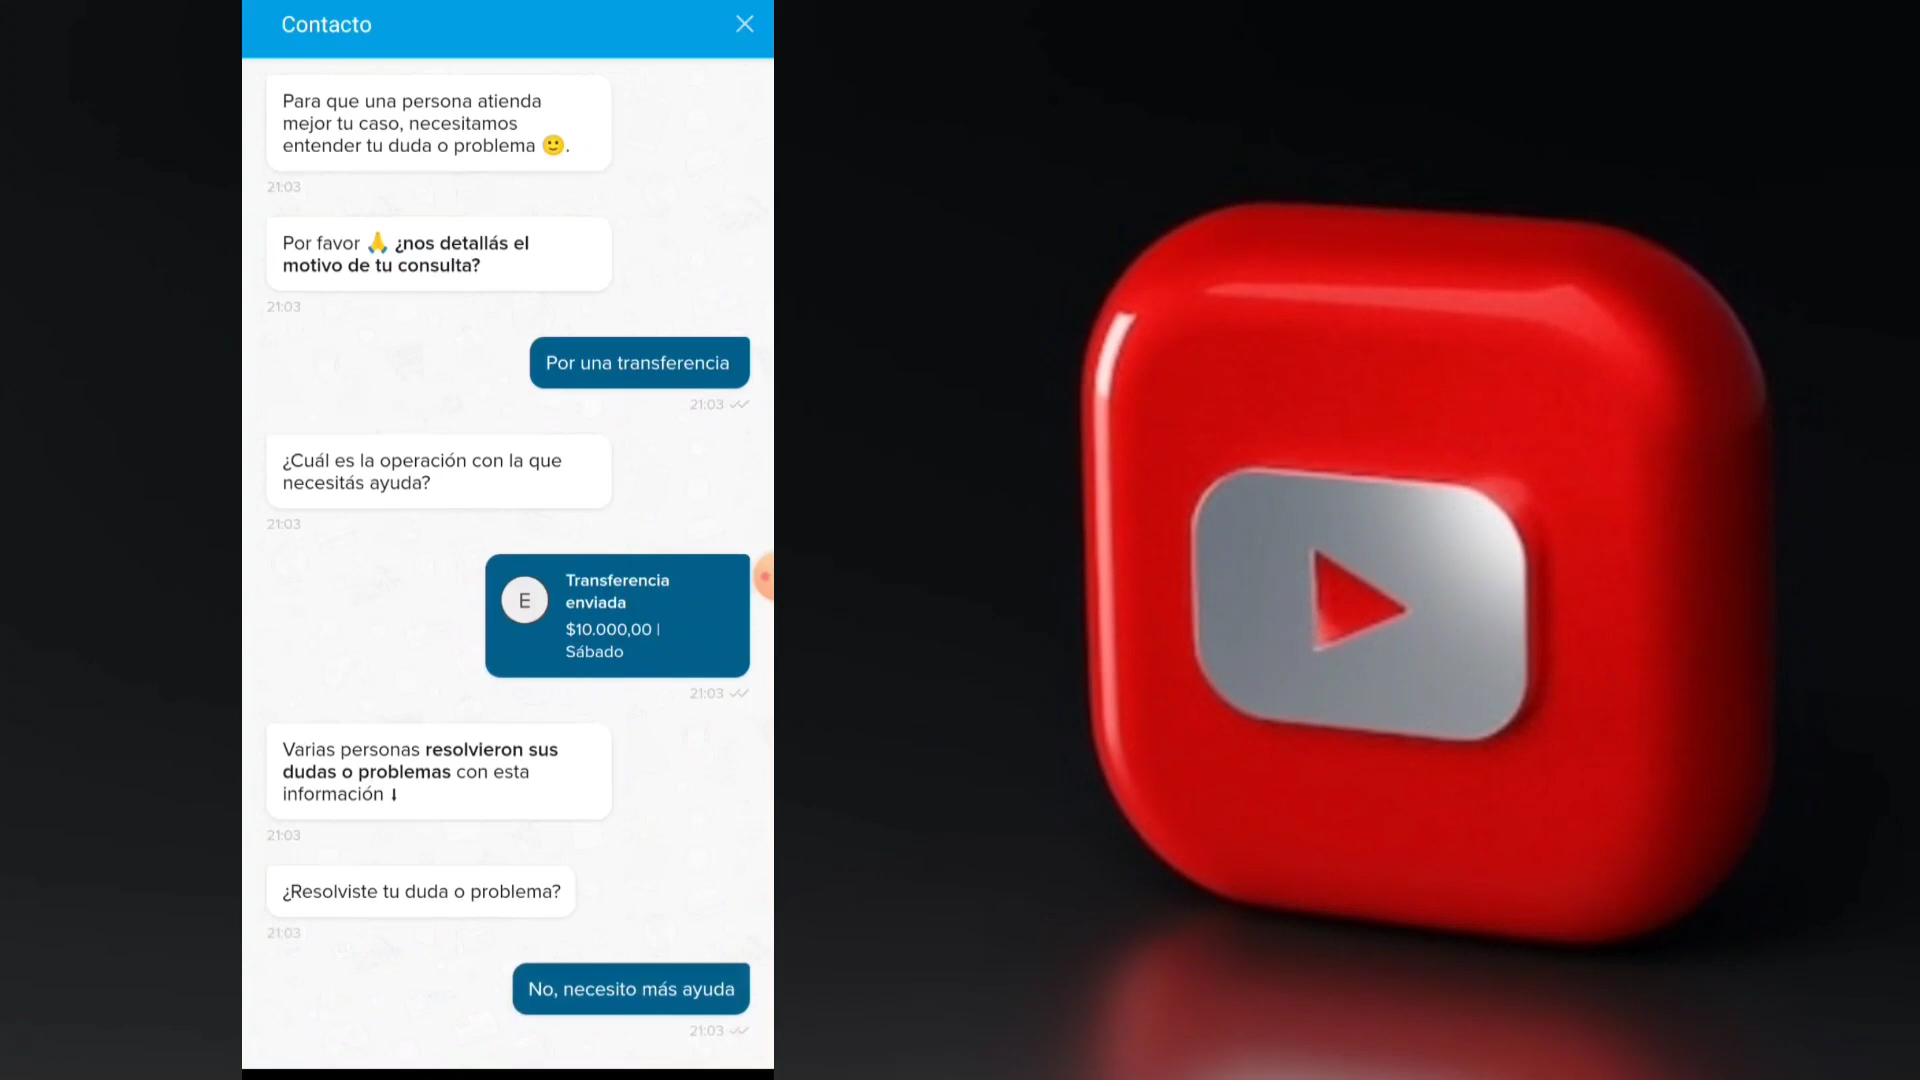 Contacto
Para que una persona atienda
mejor tu caso, necesitamos
entender tu duda o problema 🙂.
21:03
Por favor 🙏 ¿nos detallás el
motivo de tu consulta?
21:03
Por una transferencia
21:03
¿Cuál es la operación con la que
necesitás ayuda?
21:03
E
Transferencia
enviada
$10.000,00 |
Sábado
21:03
Varias personas resolvieron sus
dudas o problemas con esta
información ⭣
21:03
¿Resolviste tu duda o problema?
21:03
No, necesito más ayuda
21:03